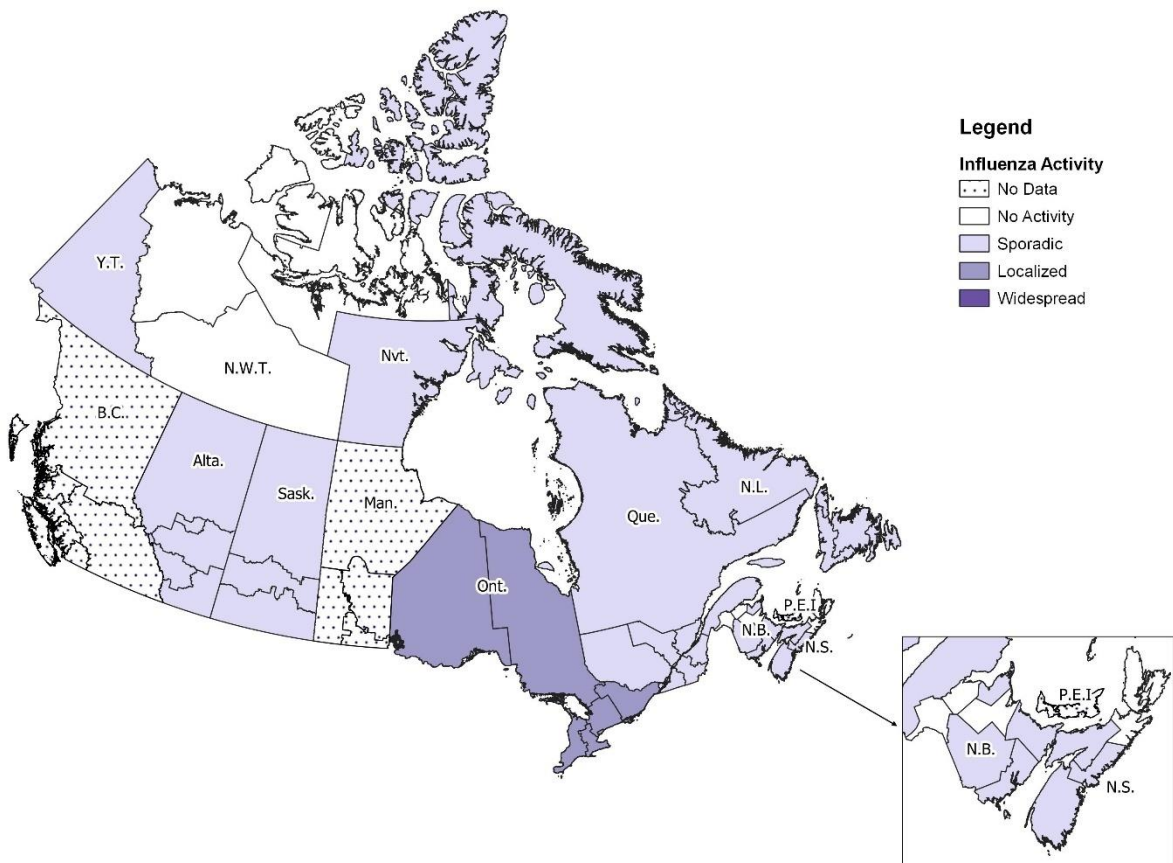 Legend
Influenza Activity
No Data
No Activity
Sporadic
Localized
Widespread
Y.T.
N.W.T.
Nvt.
B.C.
Alta.
Sask.
Man.
Ont.
Que.
N.L.
P.E.I
N.B.
N.S.
P.E.I
N.B.
N.S.